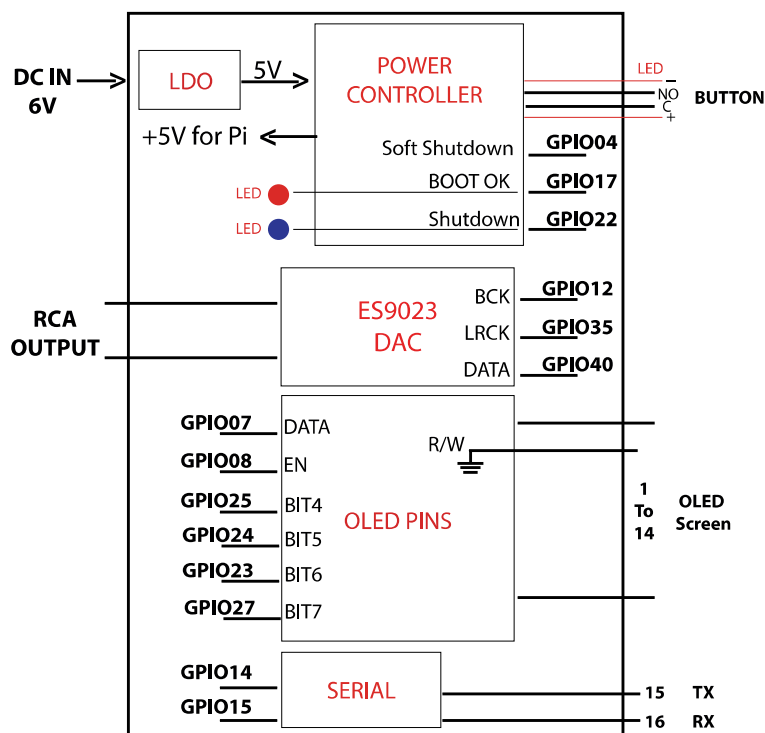 DC IN
6V
LDO
5V
POWER
CONTROLLER
+5V for Pi
LED
−
NO
C
+
BUTTON
Soft Shutdown
GPIO04
BOOT OK
GPIO17
Shutdown
GPIO22
LED
LED
RCA
OUTPUT
ES9023
DAC
BCK
GPIO12
LRCK
GPIO35
DATA
GPIO40
GPIO07
DATA
GPIO08
EN
GPIO25
BIT4
GPIO24
BIT5
GPIO23
BIT6
GPIO27
BIT7
OLED PINS
R/W
1
To
14
OLED
Screen
GPIO14
GPIO15
SERIAL
15 TX
16 RX